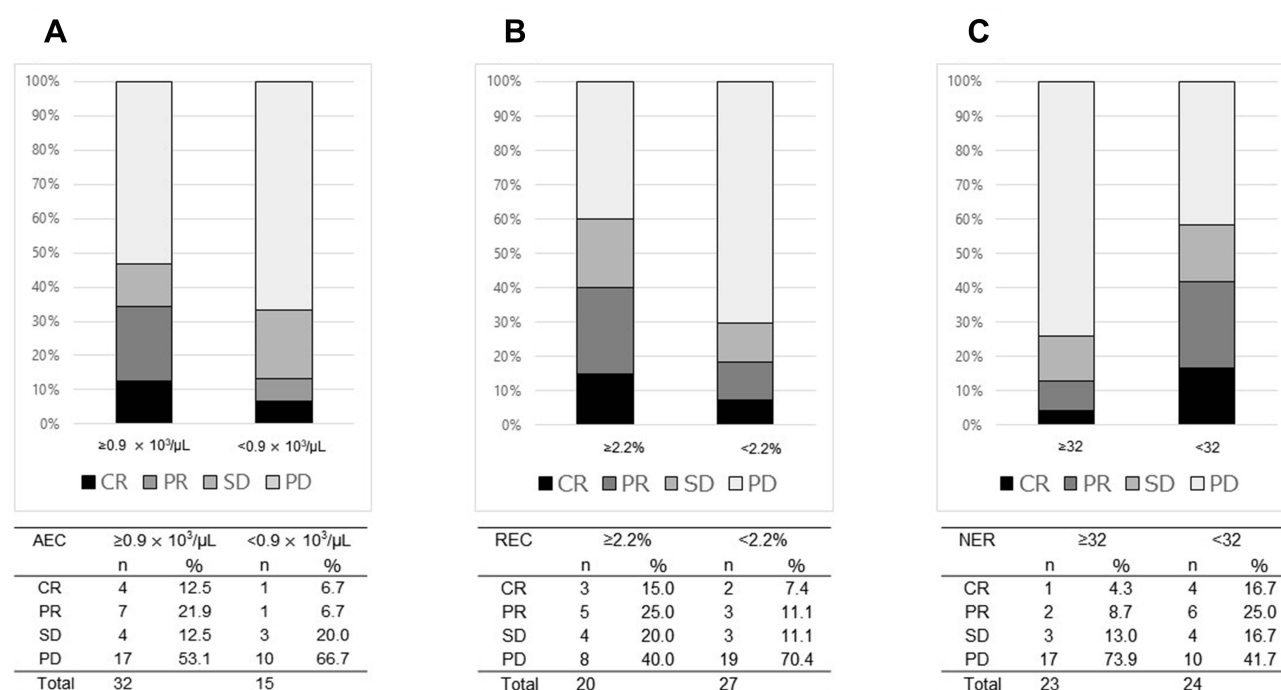 A
B
C
100%
90%
80%
70%
60%
50%
40%
30%
20%
10%
0%
≥0.9 × 10³/µL <0.9 × 10³/µL
CR PR SD PD
100%
90%
80%
70%
60%
50%
40%
30%
20%
10%
0%
≥2.2% <2.2%
CR PR SD PD
100%
90%
80%
70%
60%
50%
40%
30%
20%
10%
0%
≥32 <32
CR PR SD PD
AEC ≥0.9 × 10³/µL <0.9 × 10³/µL
n % n %
CR 4 12.5 1 6.7
PR 7 21.9 1 6.7
SD 4 12.5 3 20.0
PD 17 53.1 10 66.7
Total 32 15
REC ≥2.2% <2.2%
n % n %
CR 3 15.0 2 7.4
PR 5 25.0 3 11.1
SD 4 20.0 3 11.1
PD 8 40.0 19 70.4
Total 20 27
NER ≥32 <32
n % n %
CR 1 4.3 4 16.7
PR 2 8.7 6 25.0
SD 3 13.0 4 16.7
PD 17 73.9 10 41.7
Total 23 24